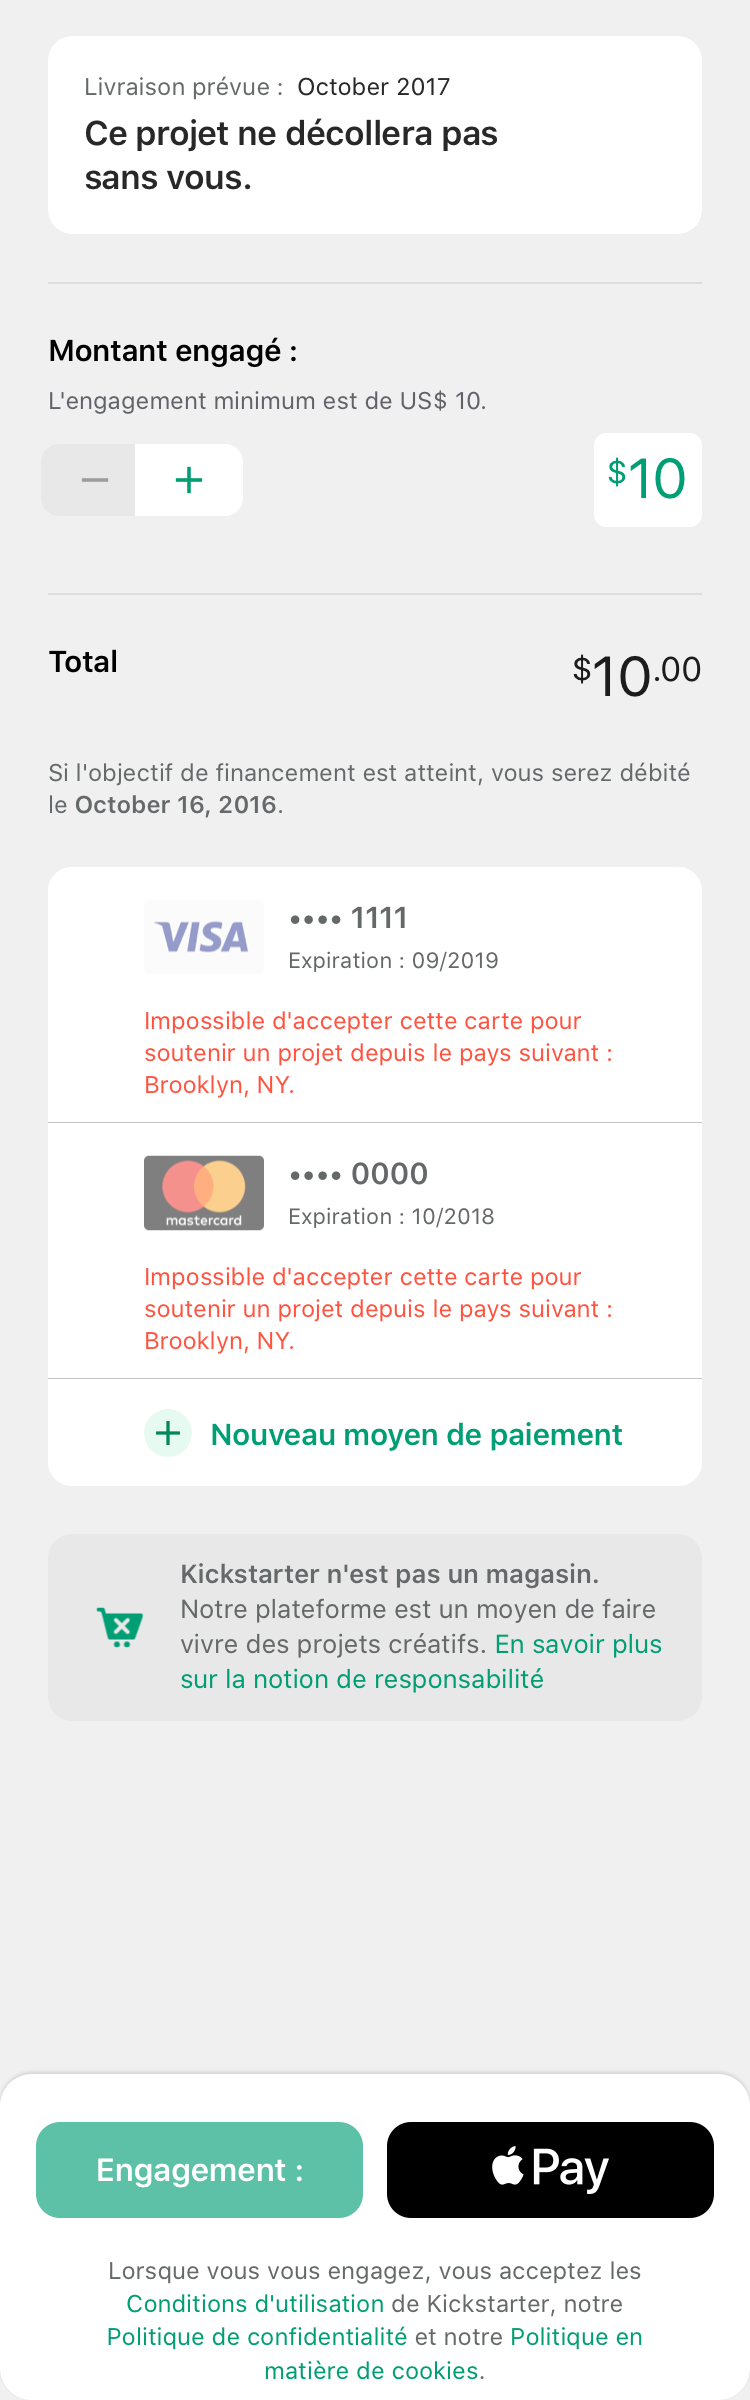 Livraison prévue : October 2017
Ce projet ne décollera pas
sans vous.
Montant engagé :
L'engagement minimum est de US$ 10.
$10
Total
$10.00
Si l'objectif de financement est atteint, vous serez débité
le October 16, 2016.
VISA
•••• 1111
Expiration : 09/2019
Impossible d'accepter cette carte pour
soutenir un projet depuis le pays suivant :
Brooklyn, NY.
•••• 0000
mastercard
Expiration : 10/2018
Impossible d'accepter cette carte pour
soutenir un projet depuis le pays suivant :
Brooklyn, NY.
Nouveau moyen de paiement
Kickstarter n'est pas un magasin.
Notre plateforme est un moyen de faire
vivre des projets créatifs. En savoir plus
sur la notion de responsabilité
Engagement :
Pay
Lorsque vous vous engagez, vous acceptez les
Conditions d'utilisation de Kickstarter, notre
Politique de confidentialité et notre Politique en
matière de cookies.